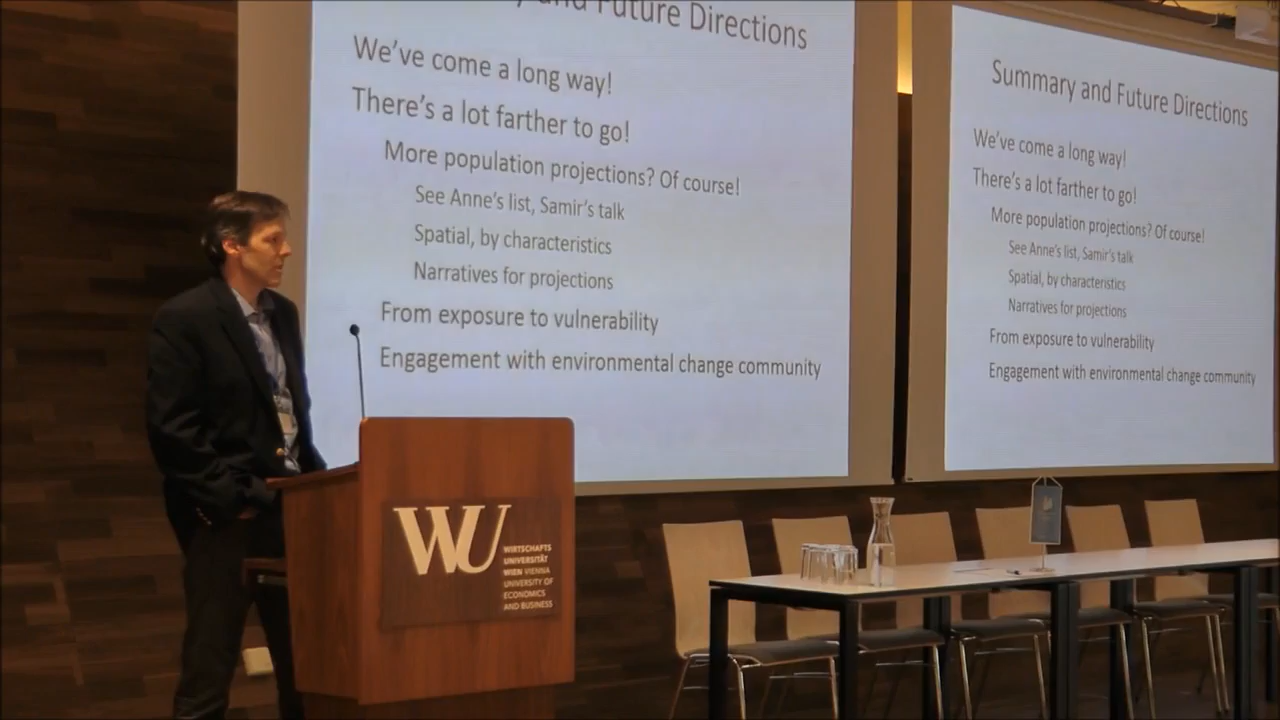 and Future Directions
We've come a long way!
There's a lot farther to go!
More population projections? Of course!
See Anne's list, Samir's talk
Spatial, by characteristics
Narratives for projections
From exposure to vulnerability
Engagement with environmental change community
Summary and Future Directions
We've come a long way!
There's a lot farther to go!
More population projections? Of course!
See Anne's list, Samir's talk
Spatial, by characteristics
Narratives for projections
From exposure to vulnerability
Engagement with environmental change community
WU
WIRTSCHAFTS
UNIVERSITÄT
WIEN VIENNA
UNIVERSITY OF
ECONOMICS
AND BUSINESS